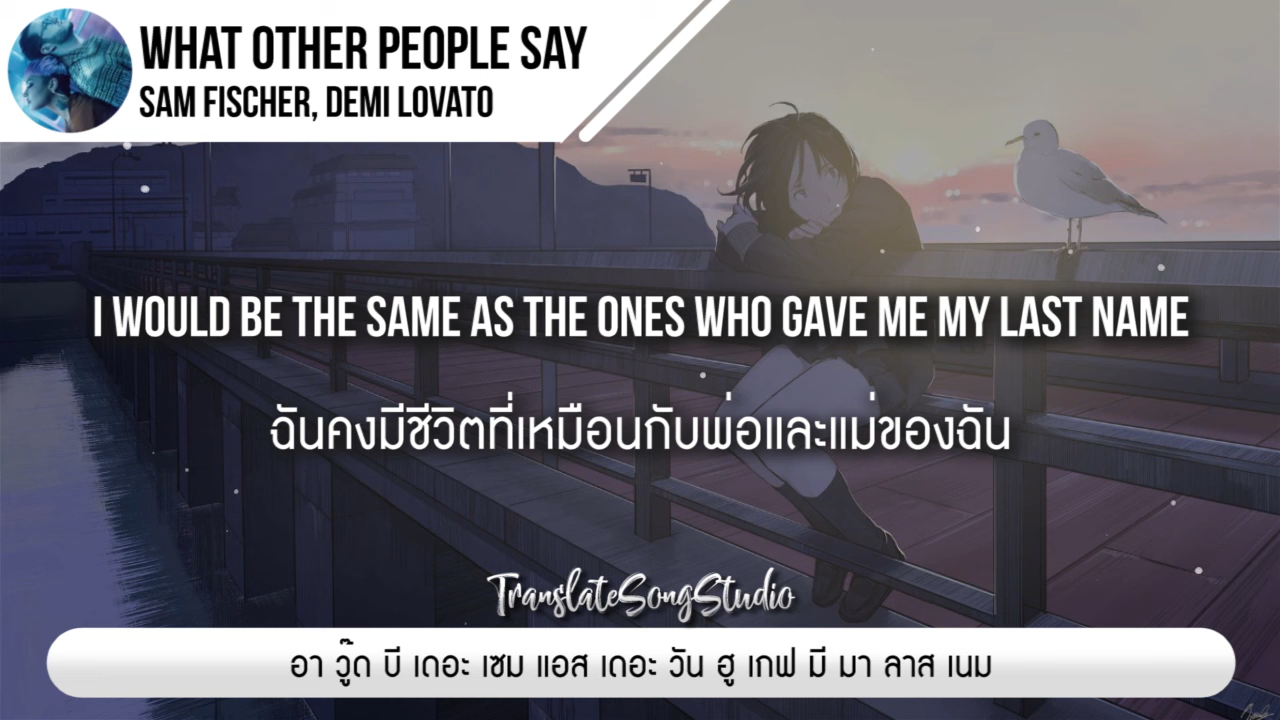 WHAT OTHER PEOPLE SAY
SAM FISCHER, DEMI LOVATO
I WOULD BE THE SAME AS THE ONES WHO GAVE ME MY LAST NAME
ฉันคงมีชีวิตที่เหมือนกับพ่อและแม่ของฉัน
TranslateSongStudio
อา วู๊ด บี เดอะ เซม แอส เดอะ วัน ฮู เกฟ มี มา ลาส เนม